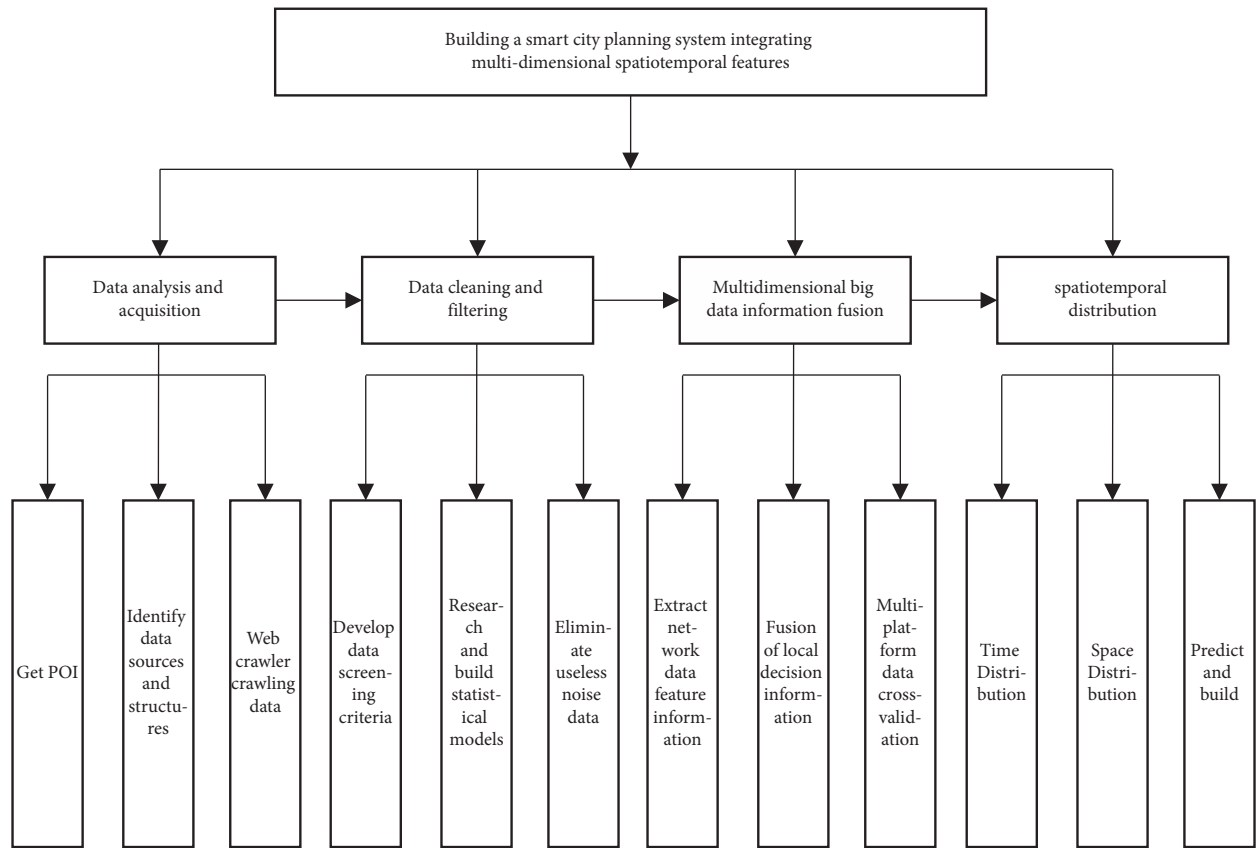 Building a smart city planning system integrating
multi-dimensional spatiotemporal features
Data analysis and
acquisition
Data cleaning and
filtering
Multidimensional big
data information fusion
spatiotemporal
distribution
Get POI
Identify
data
sources
and
structu-
res
Web
crawler
crawling
data
Develop
data
screen-
ing
criteria
Resear-
ch
and
build
statist-
ical
models
Elimin-
ate
useless
noise
data
Extract
net-
work
data
feature
inform-
ation
Fusion
of local
decision
inform-
ation
Multi-
plat-
form
data
cross-
valid-
ation
Time
Distri-
bution
Space
Distri-
bution
Predict
and
build